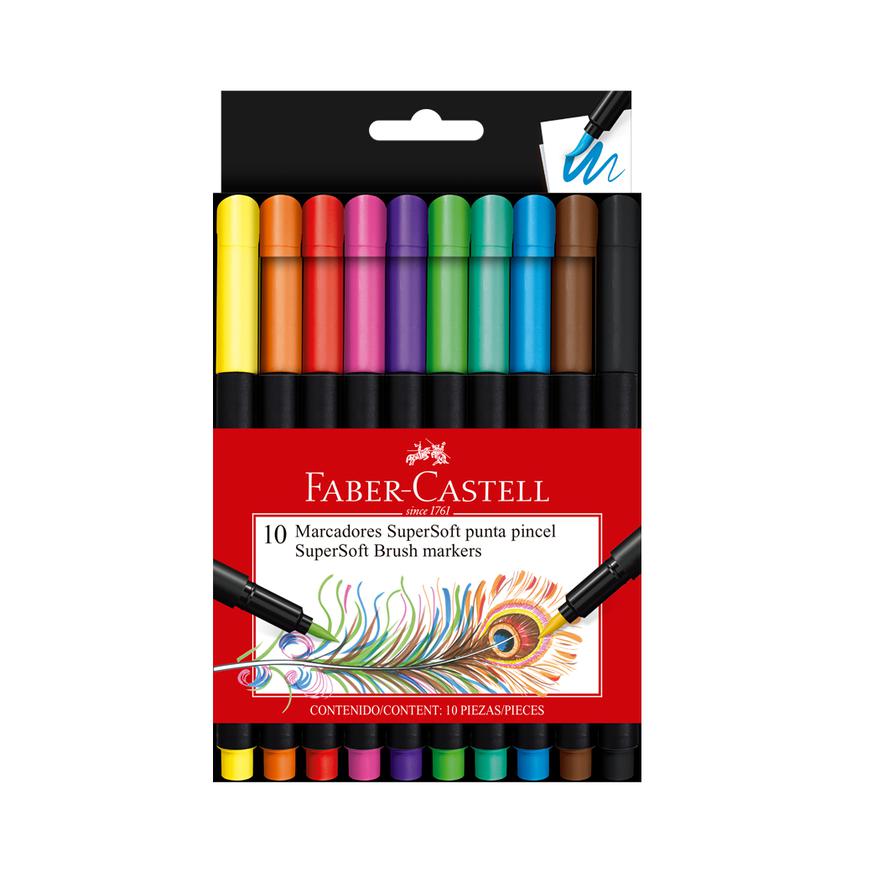 FABER-CASTELL
since 1761
10 Marcadores SuperSoft punta pincel
SuperSoft Brush markers
CONTENIDO/CONTENT: 10 PIEZAS/PIECES